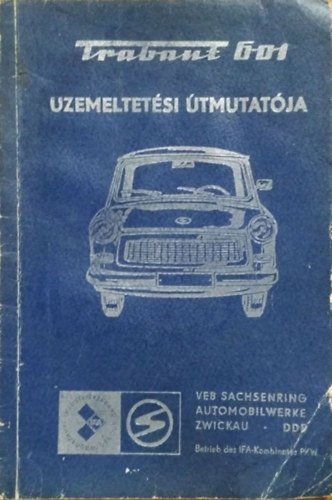 Trabant 601
UZEMELTETÉSI ÚTMUTATÓJA
VEB SACHSENRING
AUTOMOBILWERKE
ZWICKAU · DDR
Betrieb des IFA-Kombinates PKW